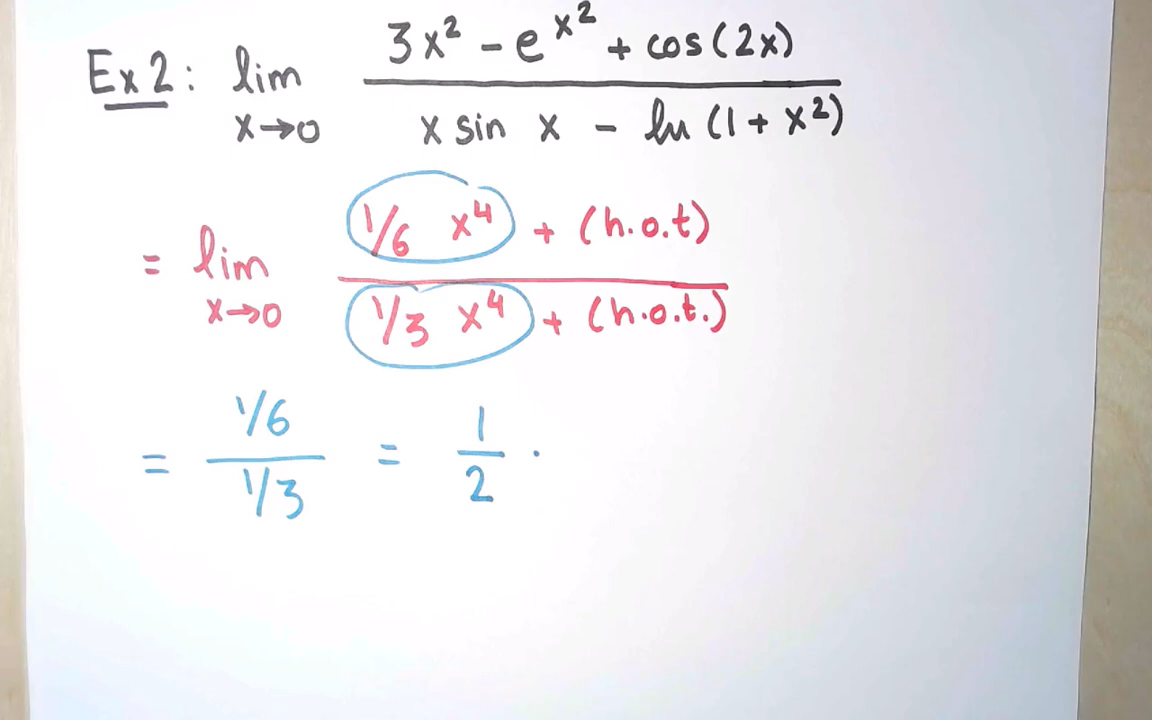 Ex 2: lim x→0 (3x² - e^(x²) + cos(2x)) / (x sin x - ln(1 + x²))
= lim x→0 (1/6 x⁴ + (h.o.t)) / (1/3 x⁴ + (h.o.t.))
= (1/6) / (1/3) = 1/2 .